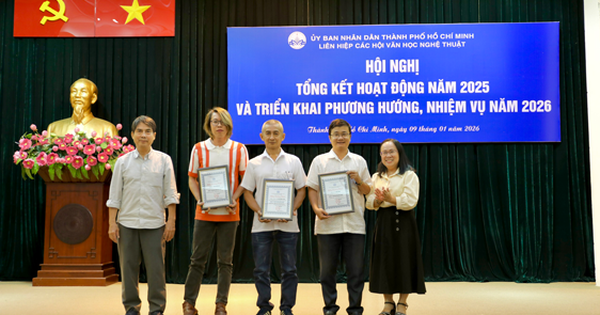 ỦY BAN NHÂN DÂN THÀNH PHỐ HỒ CHÍ MINH
LIÊN HIỆP CÁC HỘI VĂN HỌC NGHỆ THUẬT
HỘI NGHỊ
TỔNG KẾT HOẠT ĐỘNG NĂM 2025
VÀ TRIỂN KHAI PHƯƠNG HƯỚNG, NHIỆM VỤ NĂM 2026
Hồ Chí Minh, ngày 09 tháng 01 năm 2026